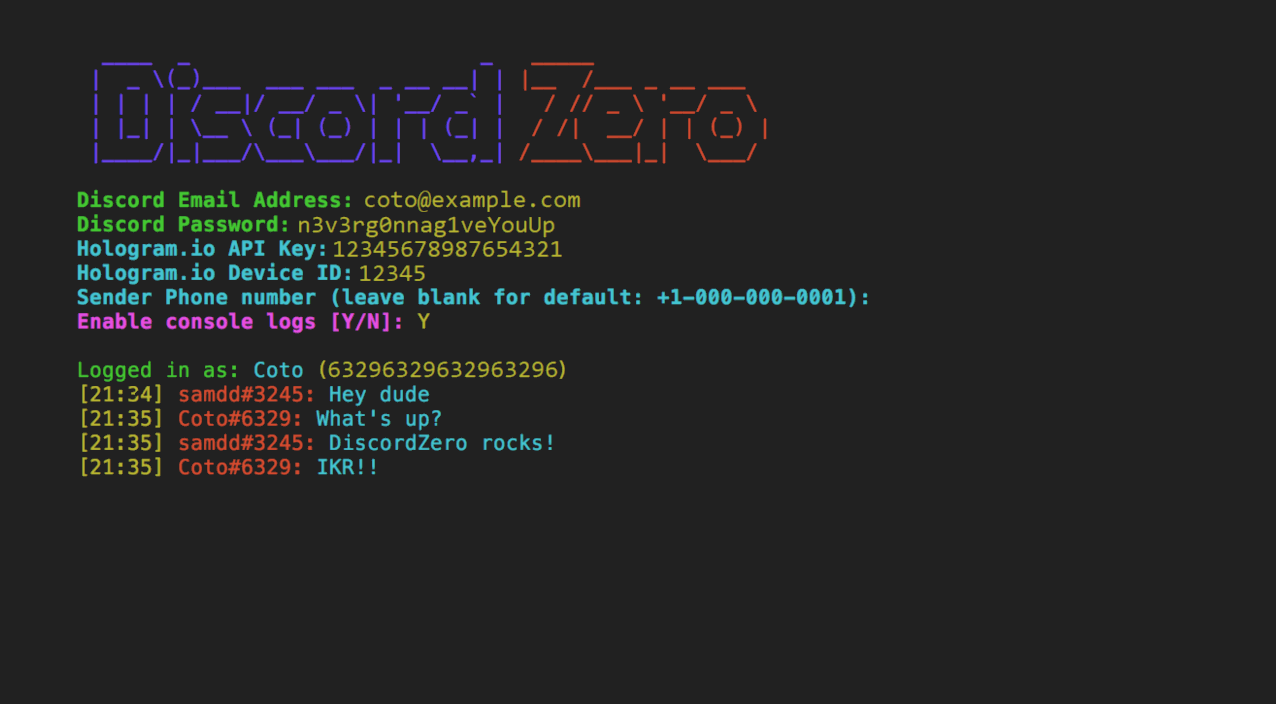 Discord Zero
Discord Email Address: coto@example.com
Discord Password: n3v3rg0nnag1veYouUp
Hologram.io API Key: 12345678987654321
Hologram.io Device ID: 12345
Sender Phone number (leave blank for default: +1-000-000-0001):
Enable console logs [Y/N]: Y
Logged in as: Coto (63296329632963296)
[21:34] samdd#3245: Hey dude
[21:35] Coto#6329: What's up?
[21:35] samdd#3245: DiscordZero rocks!
[21:35] Coto#6329: IKR!!